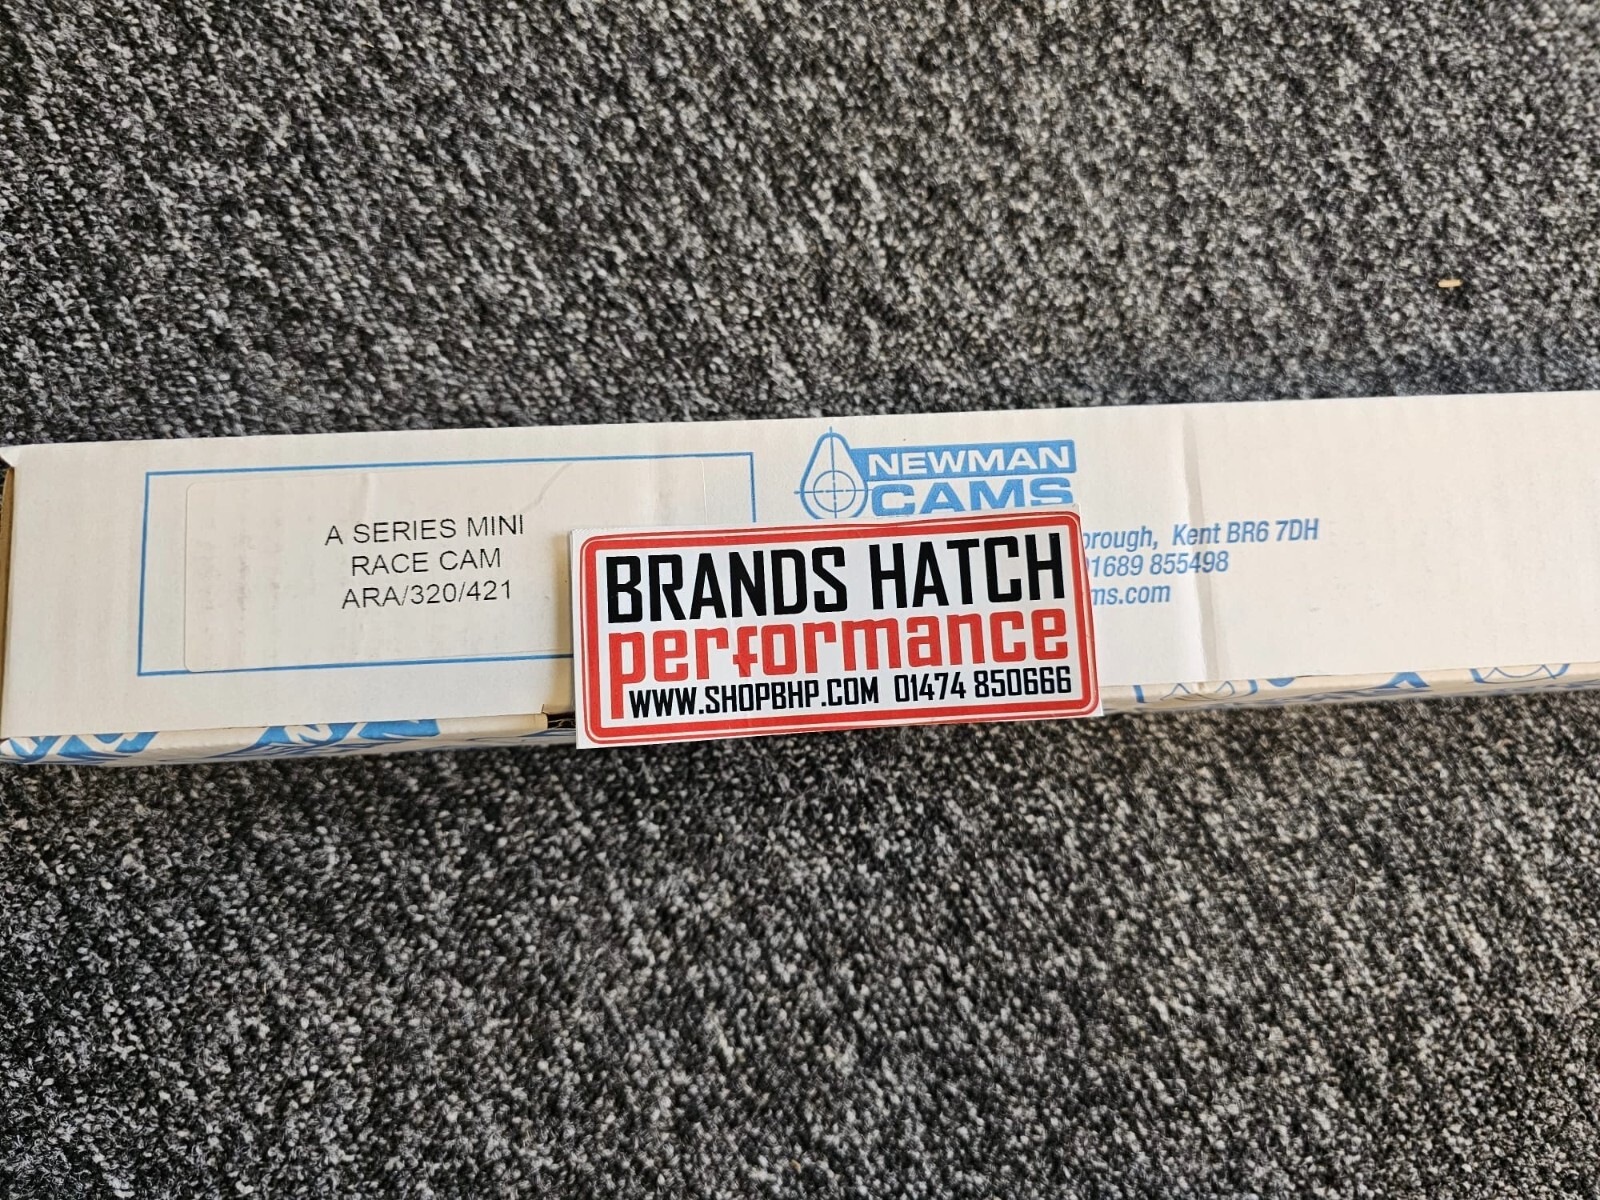 A SERIES MINI
RACE CAM
ARA/320/421
NEWMAN
CAMS
Kent BR6 7DH
855498
BRANDS HATCH
performance
WWW.SHOPBHP.COM 01474 850666